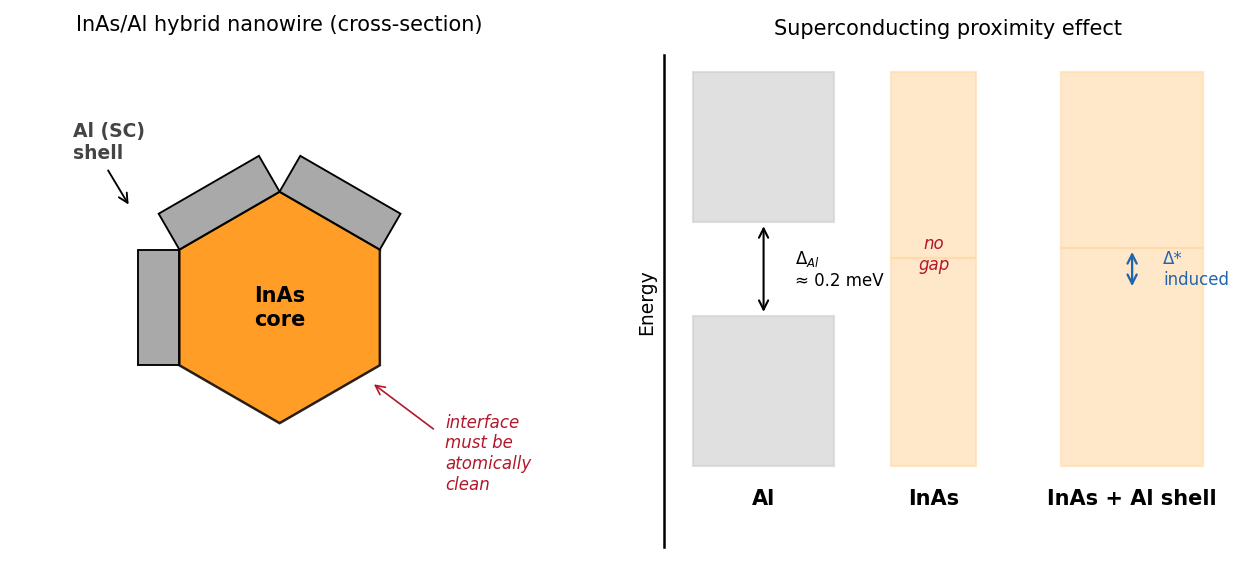 InAs/Al hybrid nanowire (cross-section)
Al (SC)
shell
InAs
core
interface
must be
atomically
clean
Superconducting proximity effect
Energy
Δ_Al
≈ 0.2 meV
no
gap
Δ*
induced
Al
InAs
InAs + Al shell